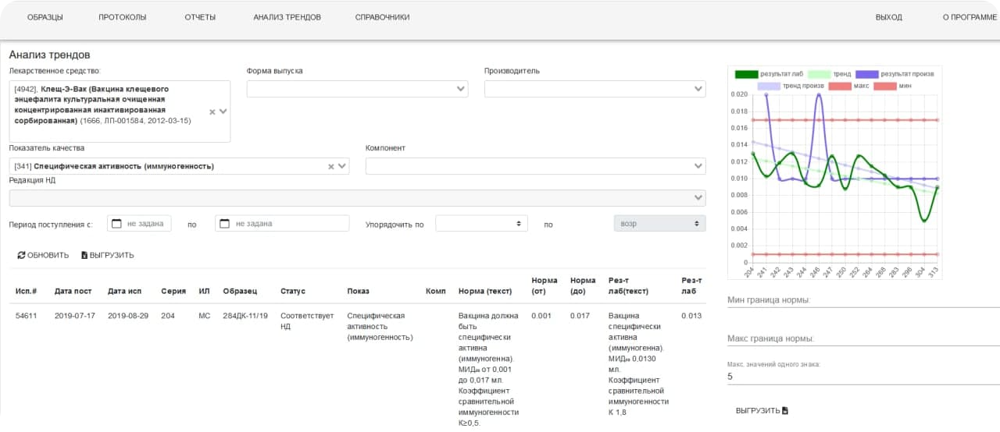 ОБРАЗЦЫ ПРОТОКОЛЫ ОТЧЕТЫ АНАЛИЗ ТРЕНДОВ СПРАВОЧНИКИ ВЫХОД О ПРОГРАММЕ
Анализ трендов
Лекарственное средство:
[4942], Клещ-Э-Вак (Вакцина клещевого
энцефалита культуральная очищенная
концентрированная инактивированная
сорбированная) (1666, ЛП-001584, 2012-03-15)
Форма выпуска
Производитель
Показатель качества
[341] Специфическая активность (иммуногенность)
Компонент
Редакция НД
Период поступления с: не задана по не задана Упорядочить по по возр
ОБНОВИТЬ ВЫГРУЗИТЬ
Исп.# Дата пост Дата исп Серия ИЛ Образец Статус Показ Комп Норма (текст) Норма (от) Норма (до) Рез-т лаб(текст) Рез-т лаб
54611 2019-07-17 2019-08-29 204 МС 284ДК-11/19
Соответствует
НД
Специфическая
активность
(иммуногенность)
Вакцина должна
быть
специфически
активна
(иммуногенна).
МИД₅₀ от 0,001
до 0,017 мл.
Коэффициент
сравнительной
иммуногенности
K≥0,5.
0.001 0.017
Вакцина
специфически
активна
(иммуногенна).
МИД₅₀ 0,0130
мл.
Коэффициент
сравнительной
иммуногенности
К 1,8
0.013
результат лаб тренд результат произв
тренд произв макс мин
0.020
0.018
0.016
0.014
0.012
0.010
0.008
0.006
0.004
0.002
0
204 241 242 243 244 246 247 250 252 264 268 283 296 304 313
Мин граница нормы:
Макс граница нормы:
Макс, значений одного знака:
5
ВЫГРУЗИТЬ